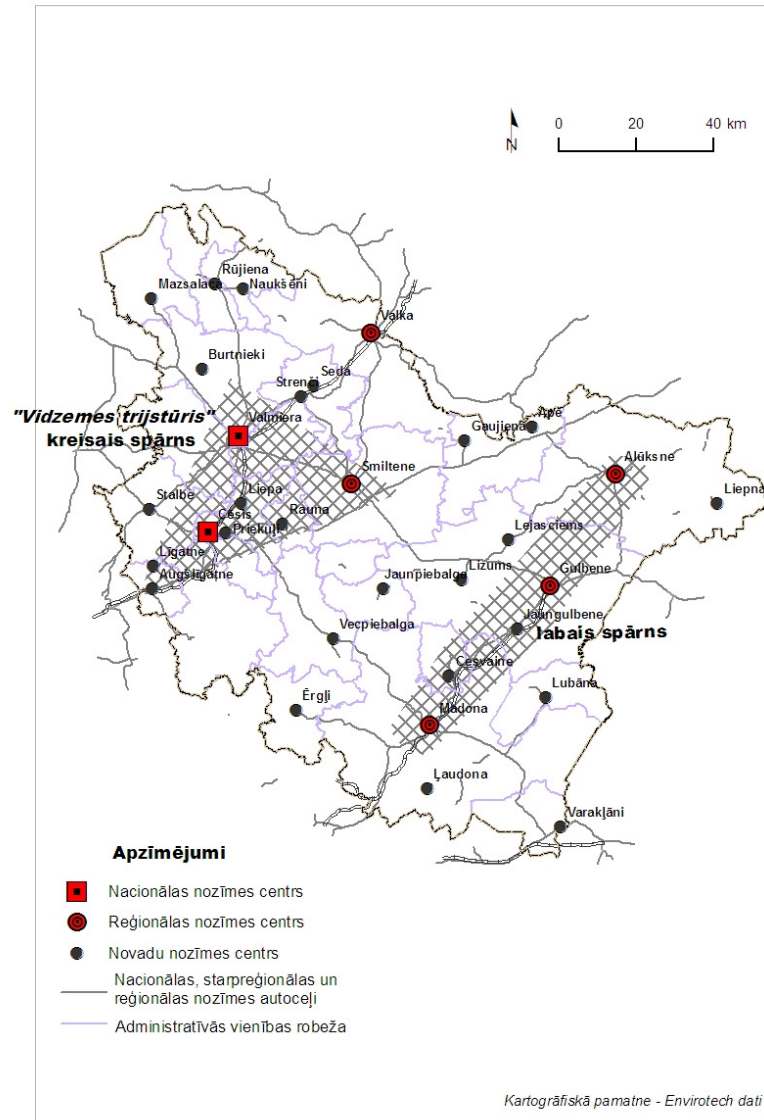 N
0 20 40 km
Rūjiena
Mazsalaca
Naukšēni
Valka
Burtnieki
Seda
Strenči
"Vidzemes trijstūris"
kreisais spārns
Valmiera
Gaujiena
Ape
Smiltene
Alūksne
Liepa
Stalbe
Liepna
Cēsis
Rauna
Priekuļi
Lejasciems
Līgatne
Augšlīgatne
Jaunpiebalga
Lizums
Gulbene
Jaungulbene
labais spārns
Vecpiebalga
Cesvaine
Lubāna
Ērgļi
Madona
Ļaudona
Varakļāni
Apzīmējumi
Nacionālas nozīmes centrs
Reģionālas nozīmes centrs
Novadu nozīmes centrs
Nacionālas, starpreģionālas un
reģionālas nozīmes autoceļi
Administratīvās vienības robeža
Kartogrāfiskā pamatne - Envirotech dati